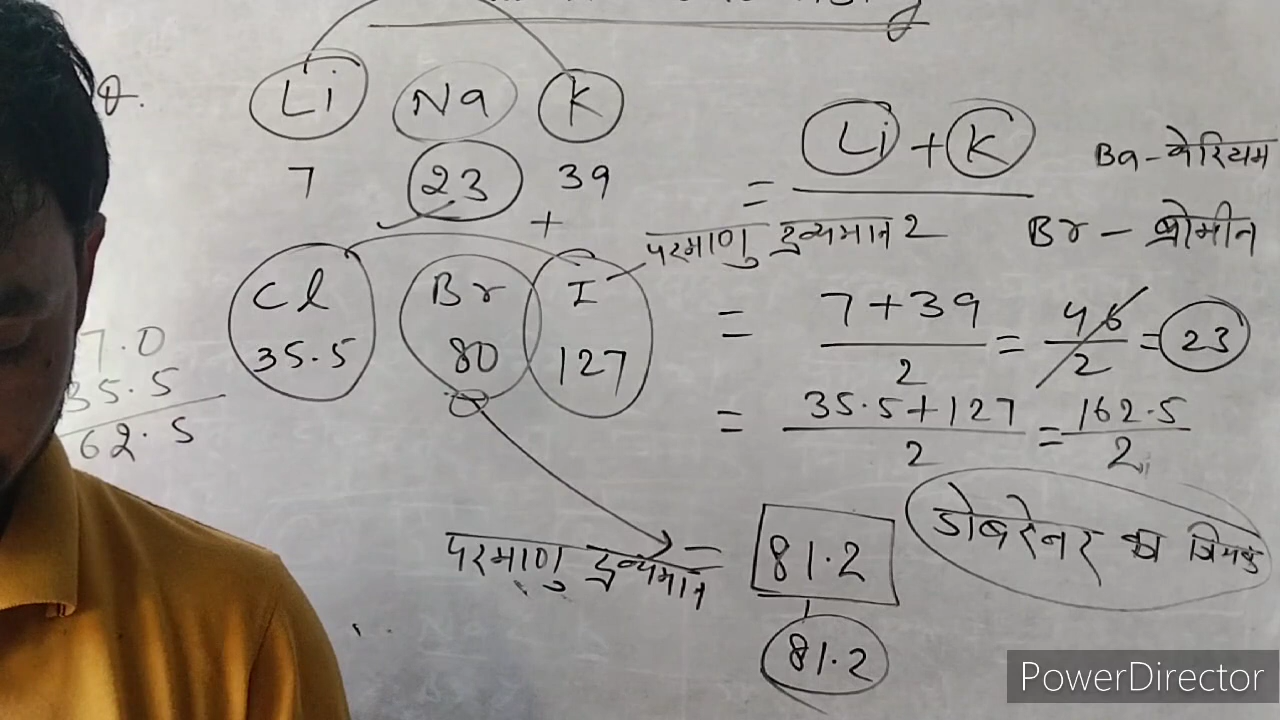 Li Na K
7 23 39
+
Cl Br I
35.5 80 127
7.0
35.5
62.5
Li + K
=
परमाणु द्रव्यमान 2
Ba - बेरियम
Br - ब्रोमीन
= 7+39 / 2 = 46 / 2 = 23
= 35.5+127 / 2 = 162.5 / 2
परमाणु द्रव्यमान = 81.2
81.2
डोबरेनर का त्रियक
PowerDirector